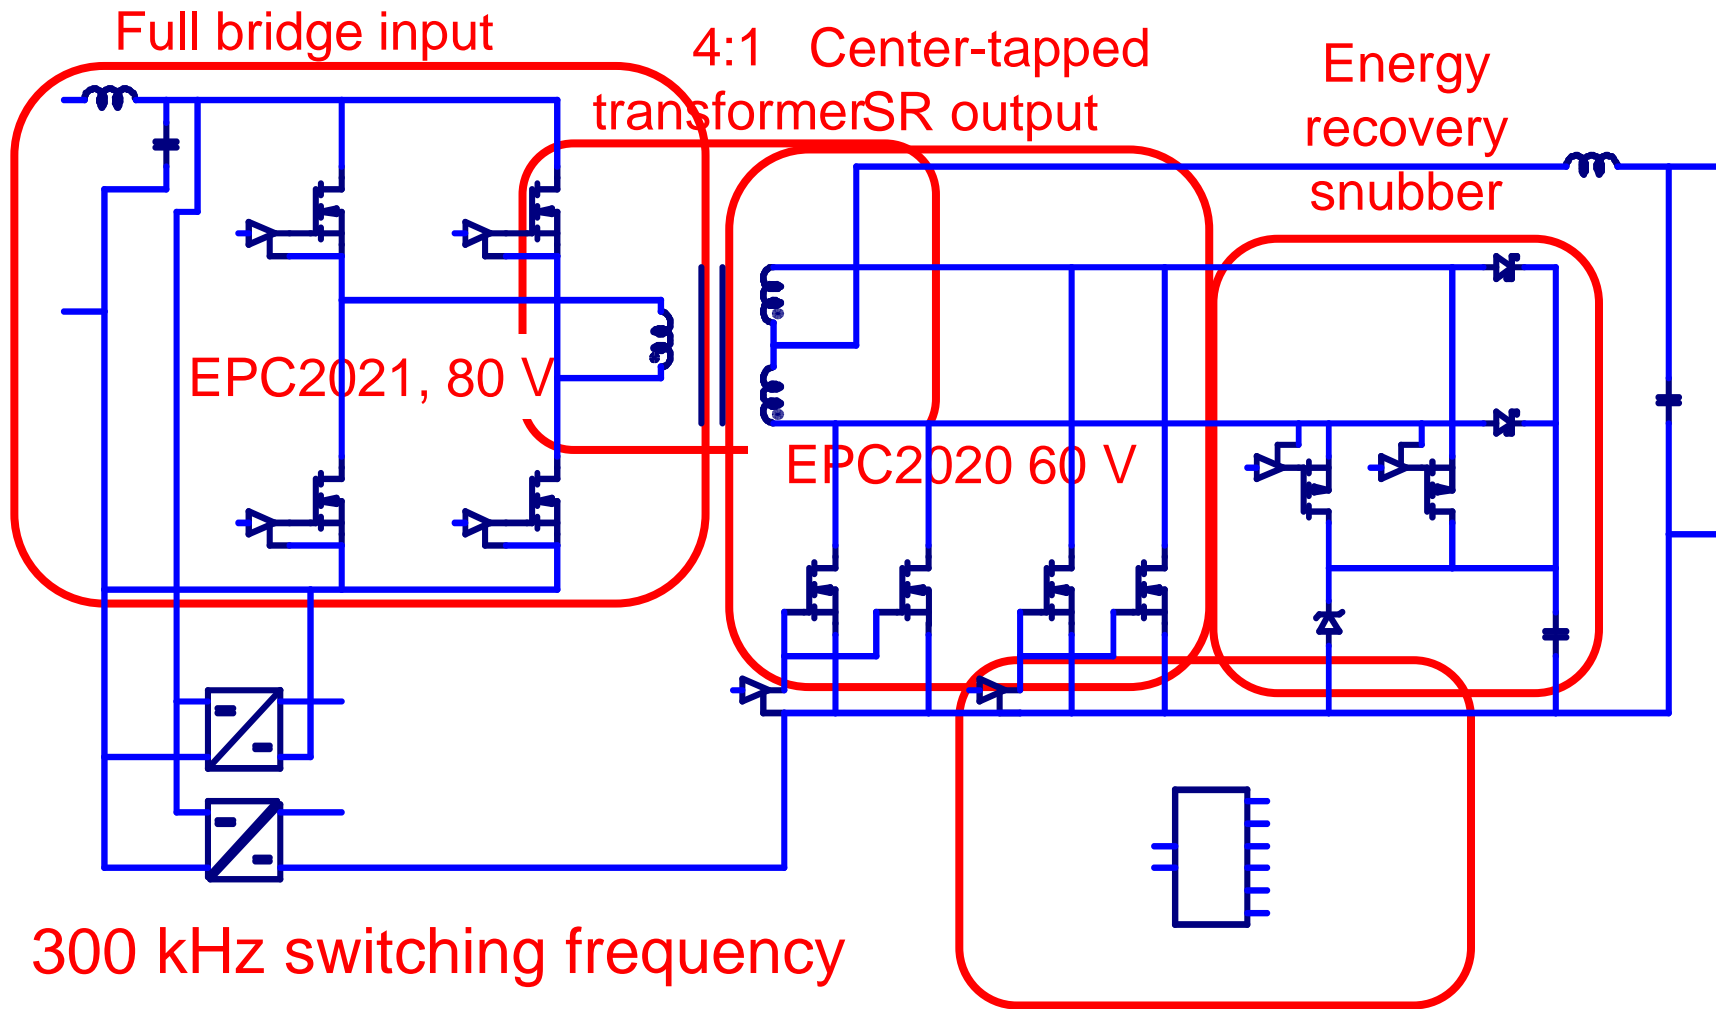 Full bridge input
4:1
transformer
Center-tapped
SR output
Energy
recovery
snubber
EPC2021, 80 V
EPC2020 60 V
300 kHz switching frequency